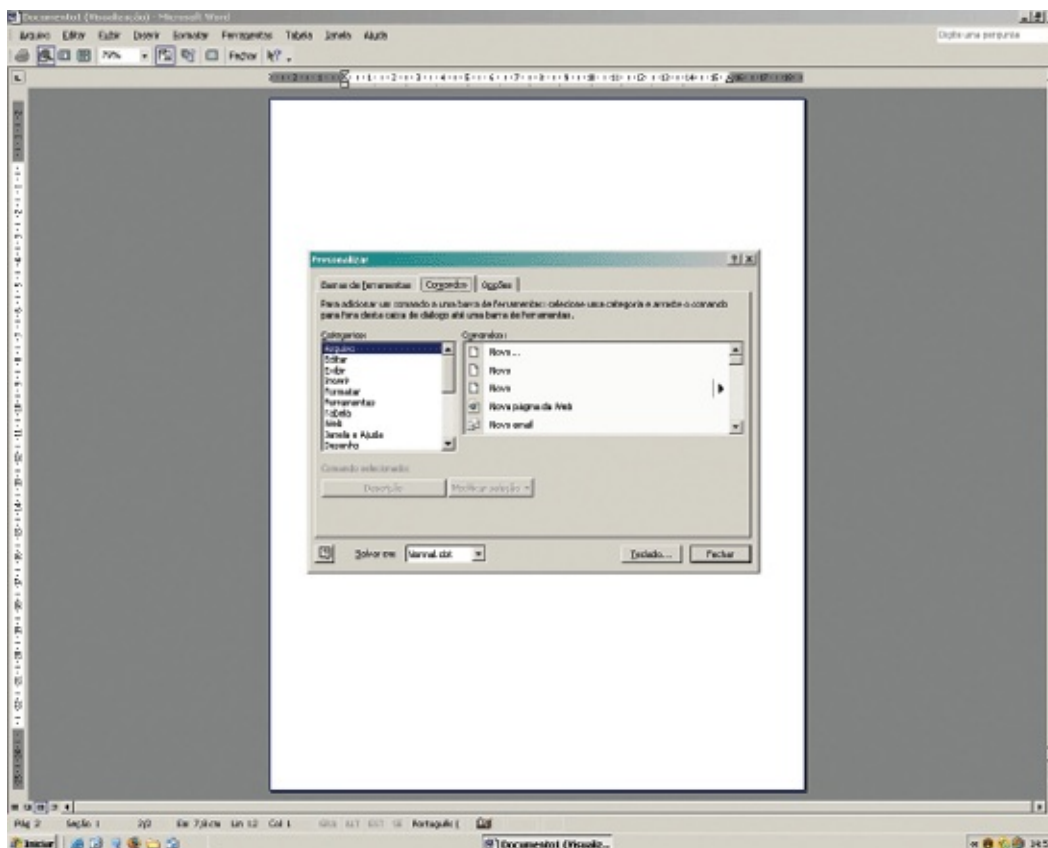 Documento1 (Visualização) - Microsoft Word
Arquivo Editar Exibir Inserir Formatar Ferramentas Tabela Janela Ajuda
Digite uma pergunta
79% Fechar
Personalizar
Barras de ferramentas Comandos Opções
Para adicionar um comando a uma barra de ferramentas: selecione uma categoria e arraste o comando
para fora desta caixa de diálogo até uma barra de ferramentas.
Categorias: Comandos:
Arquivo
Editar
Exibir
Inserir
Formatar
Ferramentas
Tabela
Web
Janela e Ajuda
Desenho
Novo...
Novo
Novo
Nova página da Web
Novo email
Comando selecionado:
Descrição Modificar seleção
Salvar em: Normal.dot Teclado... Fechar
Pág 2 Seção 1 2/2 Em 7,8cm Lin 12 Col 1 Português (
Iniciar Documento1 (Visualiz...